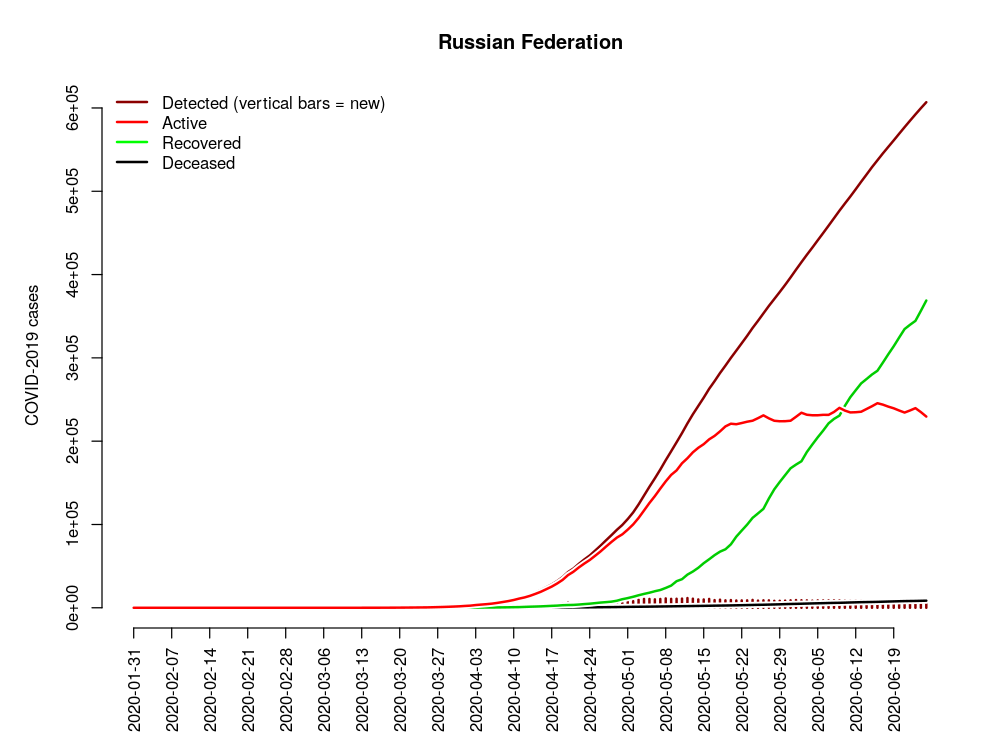 Russian Federation
Detected (vertical bars = new)
Active
Recovered
Deceased
COVID-2019 cases
6e+05
5e+05
4e+05
3e+05
2e+05
1e+05
0e+00
2020-01-31
2020-02-07
2020-02-14
2020-02-21
2020-02-28
2020-03-06
2020-03-13
2020-03-20
2020-03-27
2020-04-03
2020-04-10
2020-04-17
2020-04-24
2020-05-01
2020-05-08
2020-05-15
2020-05-22
2020-05-29
2020-06-05
2020-06-12
2020-06-19